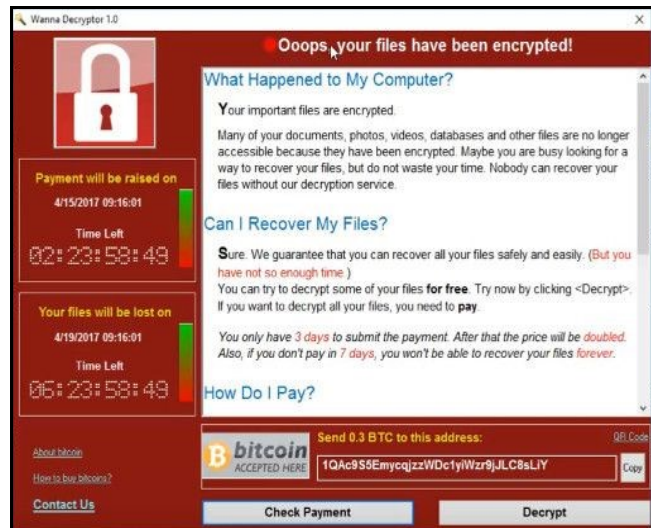 Wanna Decryptor 1.0
Ooops, your files have been encrypted!
What Happened to My Computer?
Your important files are encrypted.
Many of your documents, photos, videos, databases and other files are no longer
accessible because they have been encrypted. Maybe you are busy looking for a
way to recover your files, but do not waste your time. Nobody can recover your
files without our decryption service.
Can I Recover My Files?
Sure. We guarantee that you can recover all your files safely and easily. (But you
have not so enough time )
You can try to decrypt some of your files for free. Try now by clicking <Decrypt>.
If you want to decrypt all your files, you need to pay.
You only have 3 days to submit the payment. After that the price will be doubled.
Also, if you don't pay in 7 days, you won't be able to recover your files forever.
How Do I Pay?
Payment will be raised on
4/15/2017 09:16:01
Time Left
02:23:58:49
Your files will be lost on
4/19/2017 09:16:01
Time Left
06:23:58:49
About bitcoin
How to buy bitcoins?
Contact Us
bitcoin
ACCEPTED HERE
Send 0.3 BTC to this address:
QR Code
1QAc9S5EmycqjzzWDc1yiWzr9jJLC8sLiY
Copy
Check Payment
Decrypt